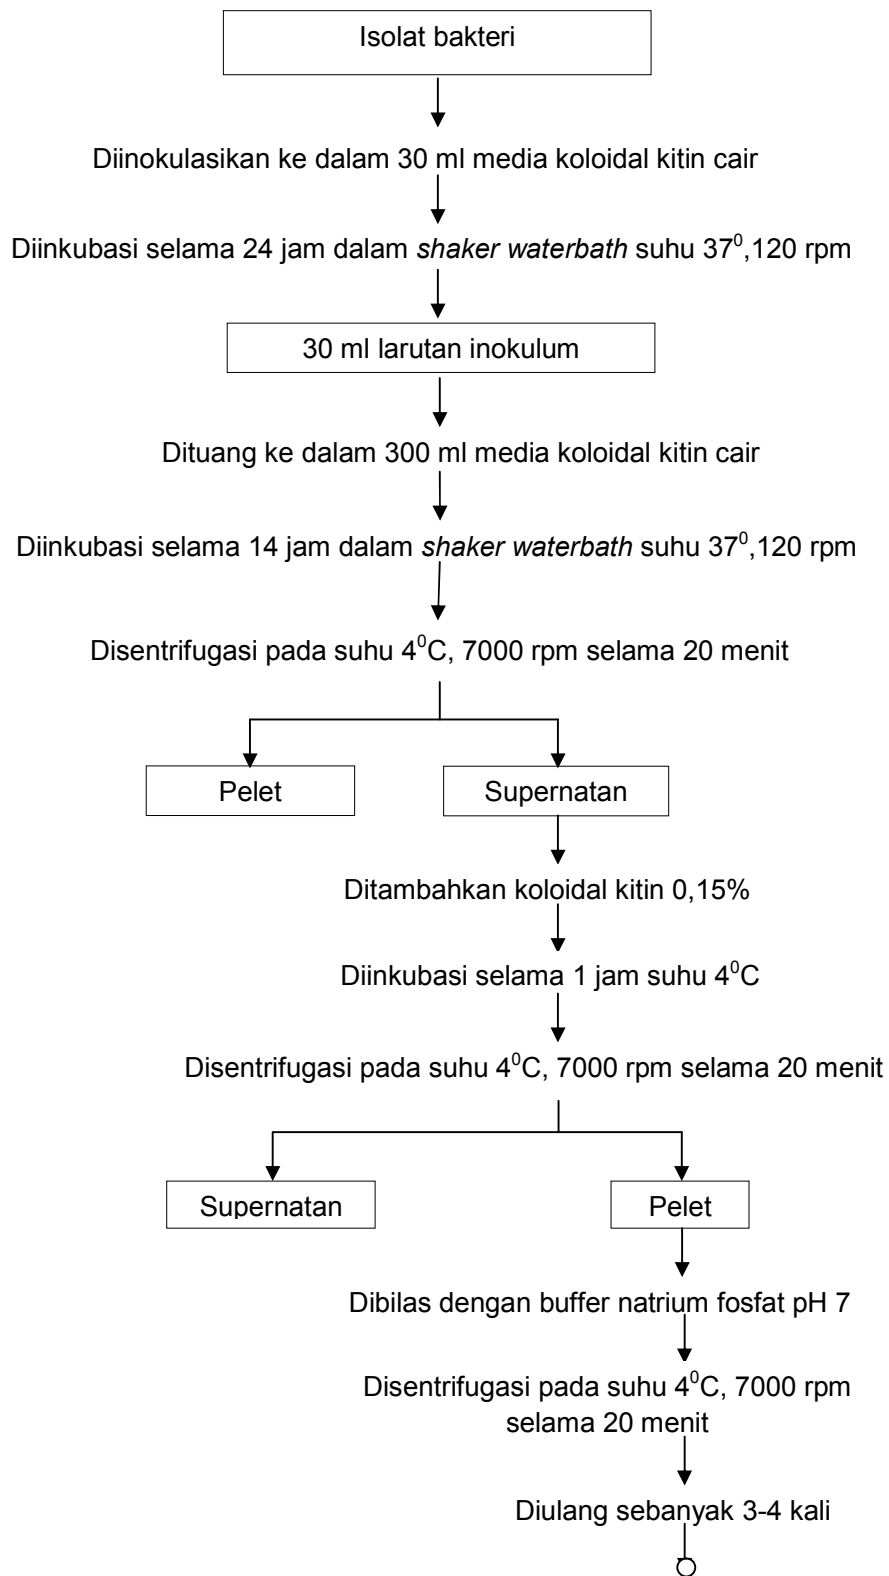 Isolat bakteri
Diinokulasikan ke dalam 30 ml media koloidal kitin cair
Diinkubasi selama 24 jam dalam shaker waterbath suhu 37⁰,120 rpm
30 ml larutan inokulum
Dituang ke dalam 300 ml media koloidal kitin cair
Diinkubasi selama 14 jam dalam shaker waterbath suhu 37⁰,120 rpm
Disentrifugasi pada suhu 4⁰C, 7000 rpm selama 20 menit
Pelet
Supernatan
Ditambahkan koloidal kitin 0,15%
Diinkubasi selama 1 jam suhu 4⁰C
Disentrifugasi pada suhu 4⁰C, 7000 rpm selama 20 menit
Supernatan
Pelet
Dibilas dengan buffer natrium fosfat pH 7
Disentrifugasi pada suhu 4⁰C, 7000 rpm
selama 20 menit
Diulang sebanyak 3-4 kali